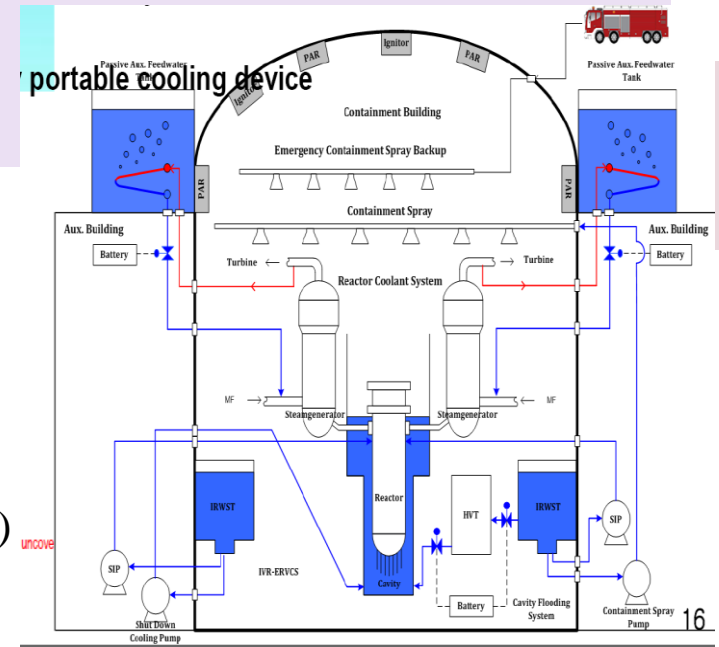 PAR
Ignitor
PAR
Passive Aux. Feedwater
Tank
portable cooling device
Ignitor
Passive Aux. Feedwater
Tank
Containment Building
Emergency Containment Spray Backup
PAR
PAR
Containment Spray
Aux. Building
Aux. Building
Battery
Turbine
Turbine
Battery
Reactor Coolant System
MF
MF
Steamgenerator
Steamgenerator
IRWST
Reactor
HVT
IRWST
SIP
)
uncove
SIP
IVR-ERVCS
Cavity
Battery
Cavity Flooding
System
Containment Spray
Pump
Shut Down
Cooling Pump
16